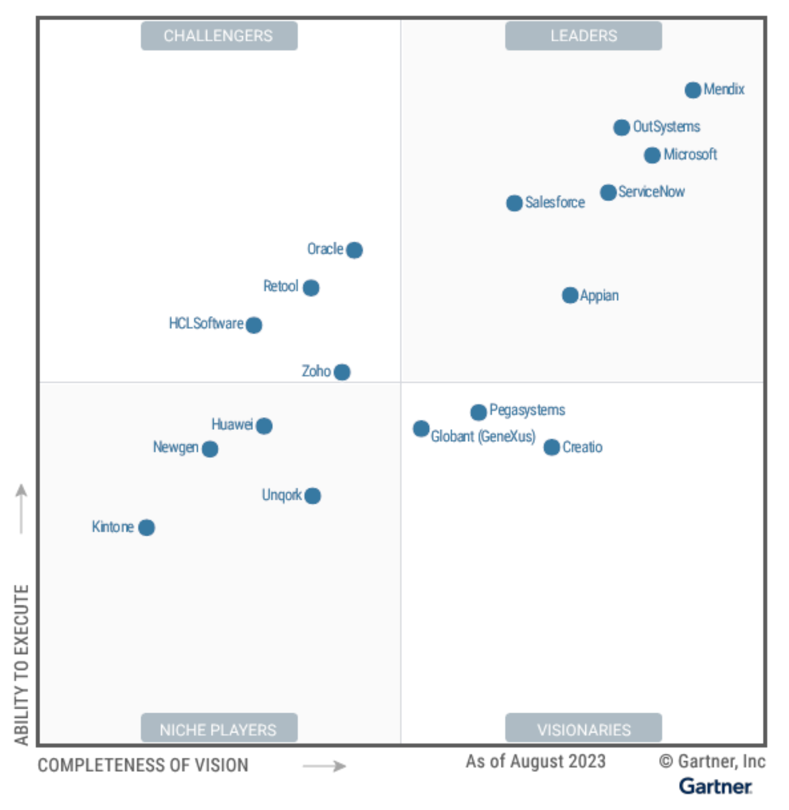 CHALLENGERS
LEADERS
Mendix
OutSystems
Microsoft
ServiceNow
Salesforce
Oracle
Retool
Appian
HCLSoftware
Zoho
Pegasystems
Huawei
Globant (GeneXus)
Newgen
Creatio
Unqork
Kintone
ABILITY TO EXECUTE
NICHE PLAYERS
VISIONARIES
COMPLETENESS OF VISION
As of August 2023
© Gartner, Inc
Gartner